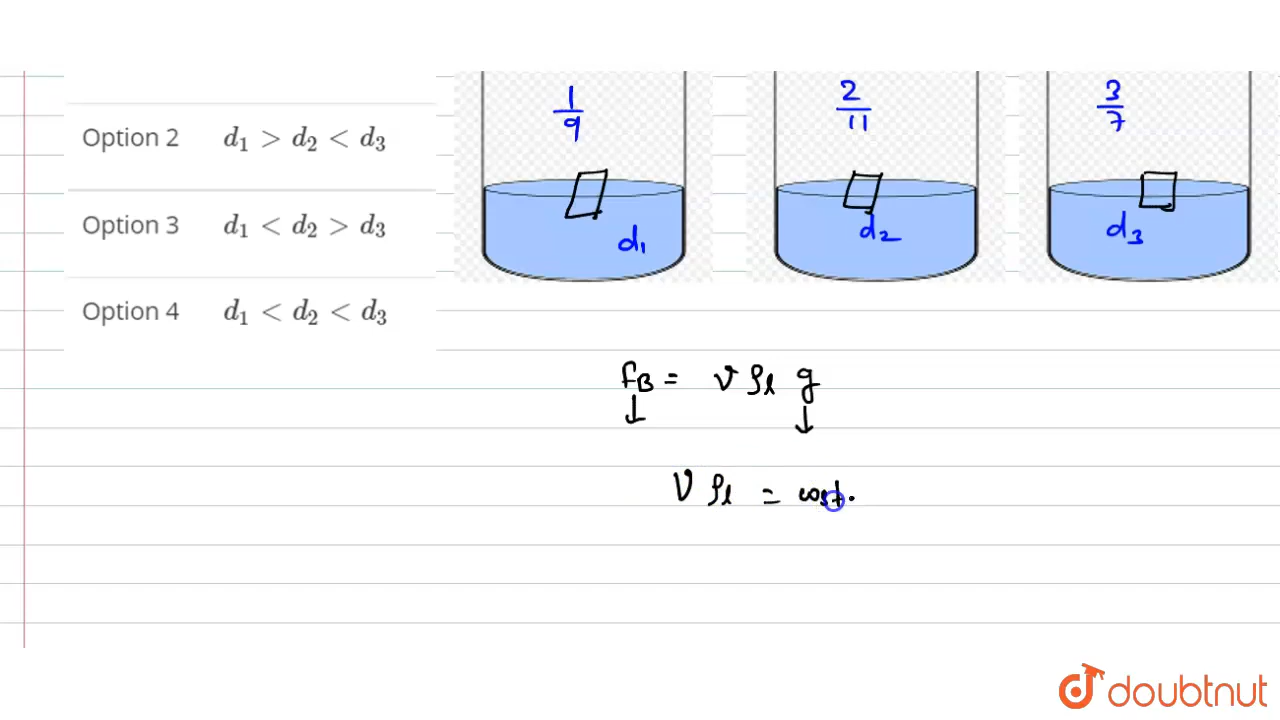 1/9 2/11 3/7
Option 2 d₁ > d₂ < d₃
d₁ d₂ d₃
Option 3 d₁ < d₂ > d₃
Option 4 d₁ < d₂ < d₃
fB = V ρl g
V ρl = cost.
doubtnut